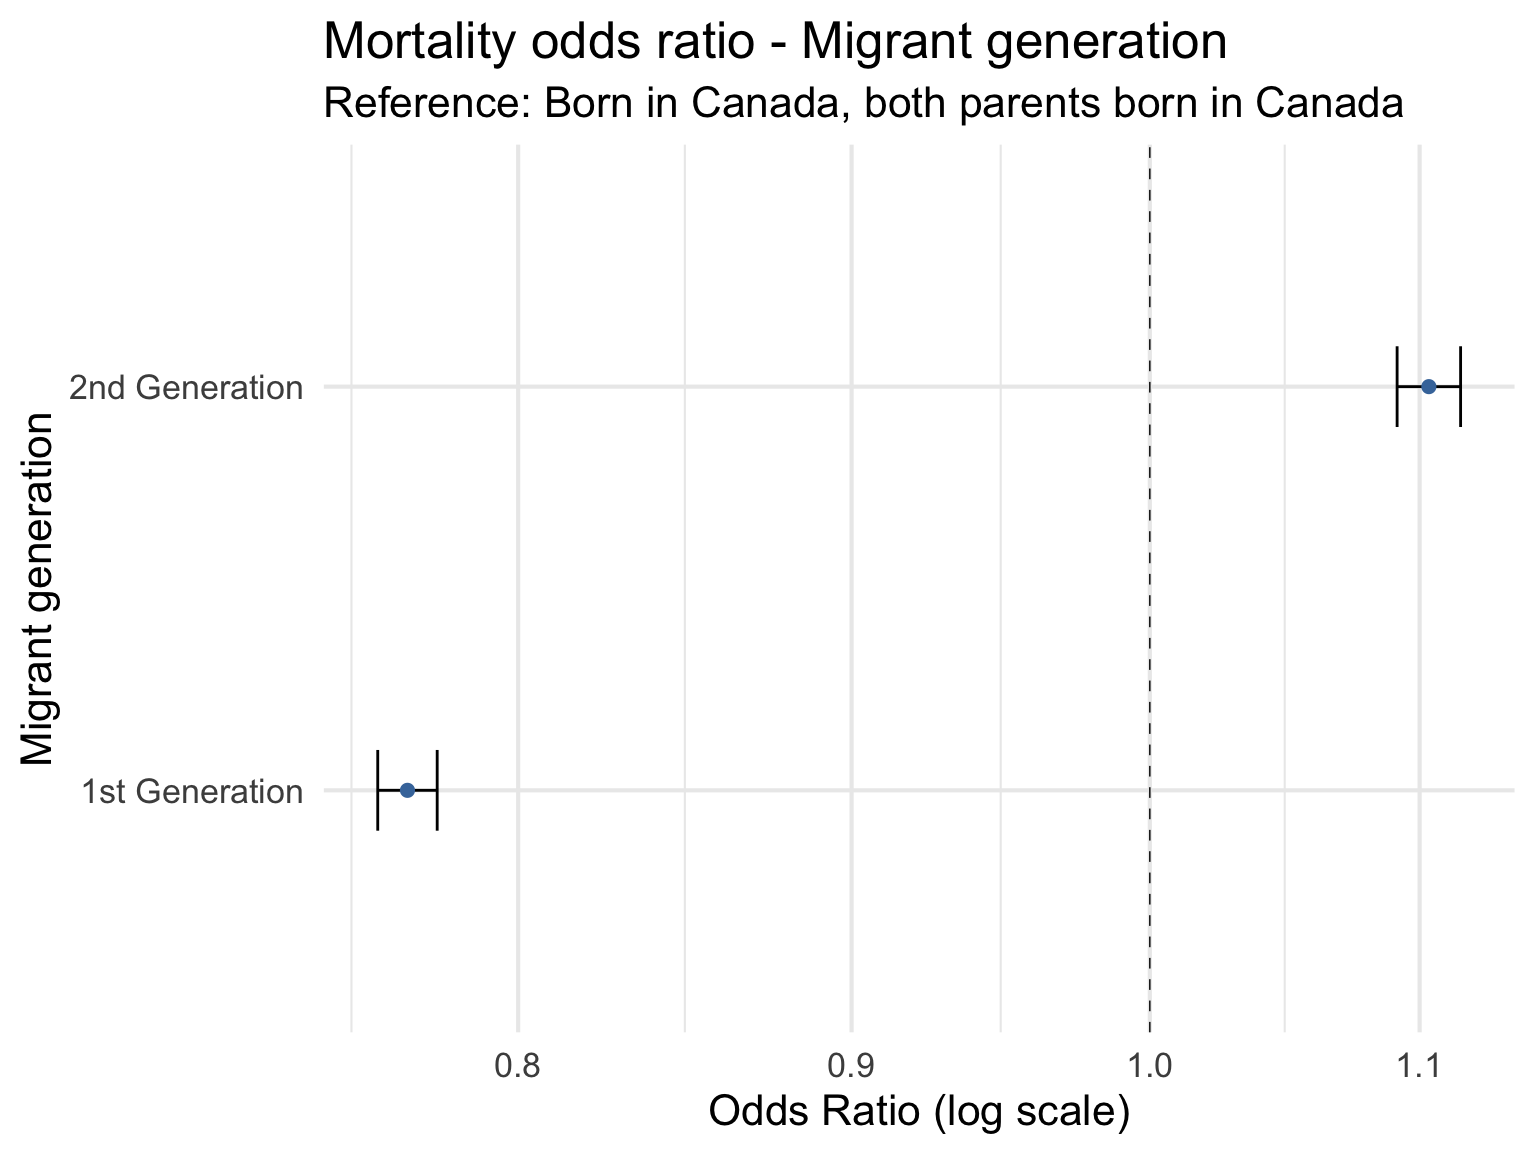 Mortality odds ratio - Migrant generation
Reference: Born in Canada, both parents born in Canada
Migrant generation
2nd Generation
1st Generation
0.8 0.9 1.0 1.1
Odds Ratio (log scale)